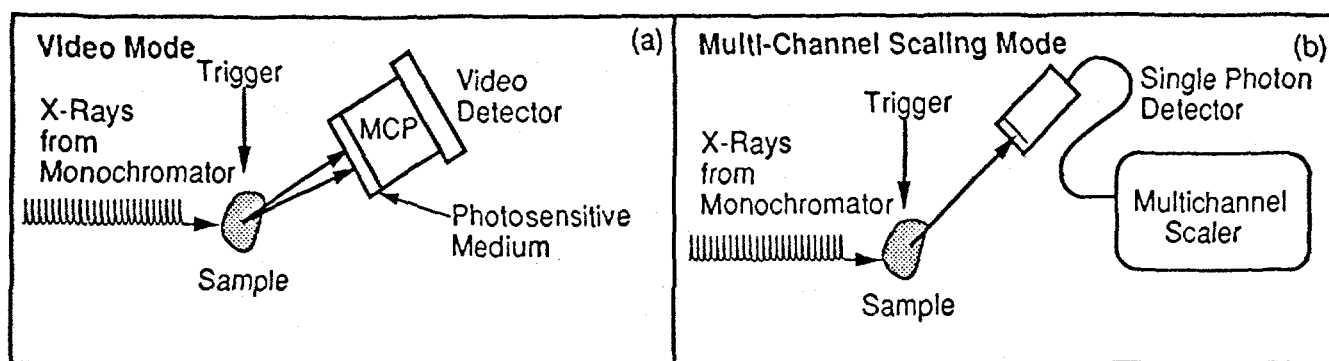 Video Mode
(a)
Trigger
X-Rays
from
Monochromator
MCP
Video
Detector
Photosensitive
Medium
Sample
Multi-Channel Scaling Mode
(b)
Trigger
X-Rays
from
Monochromator
Single Photon
Detector
Multichannel
Scaler
Sample